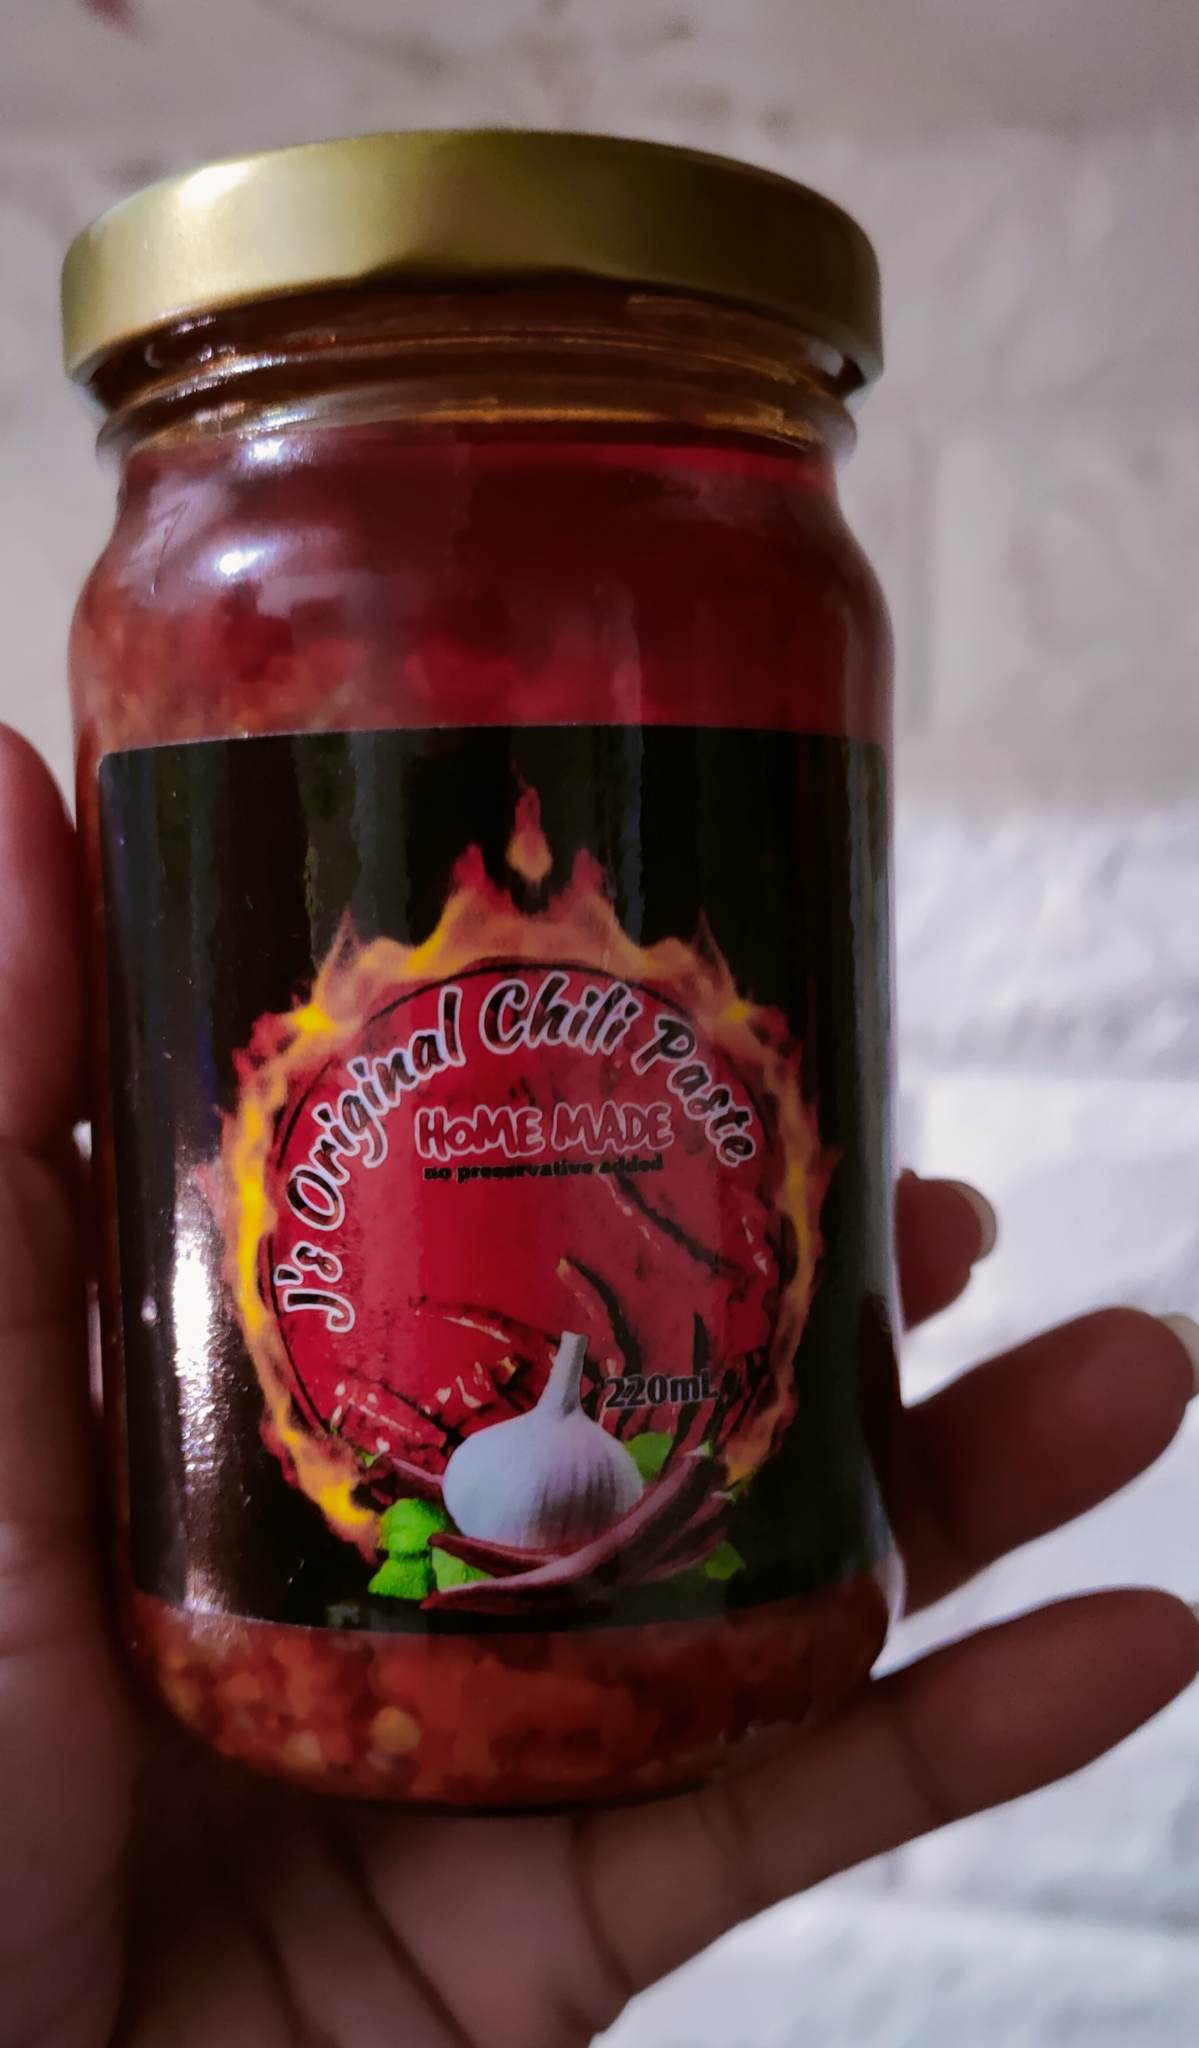 J's Original Chili Paste
HOME MADE
no preservative added
220mL